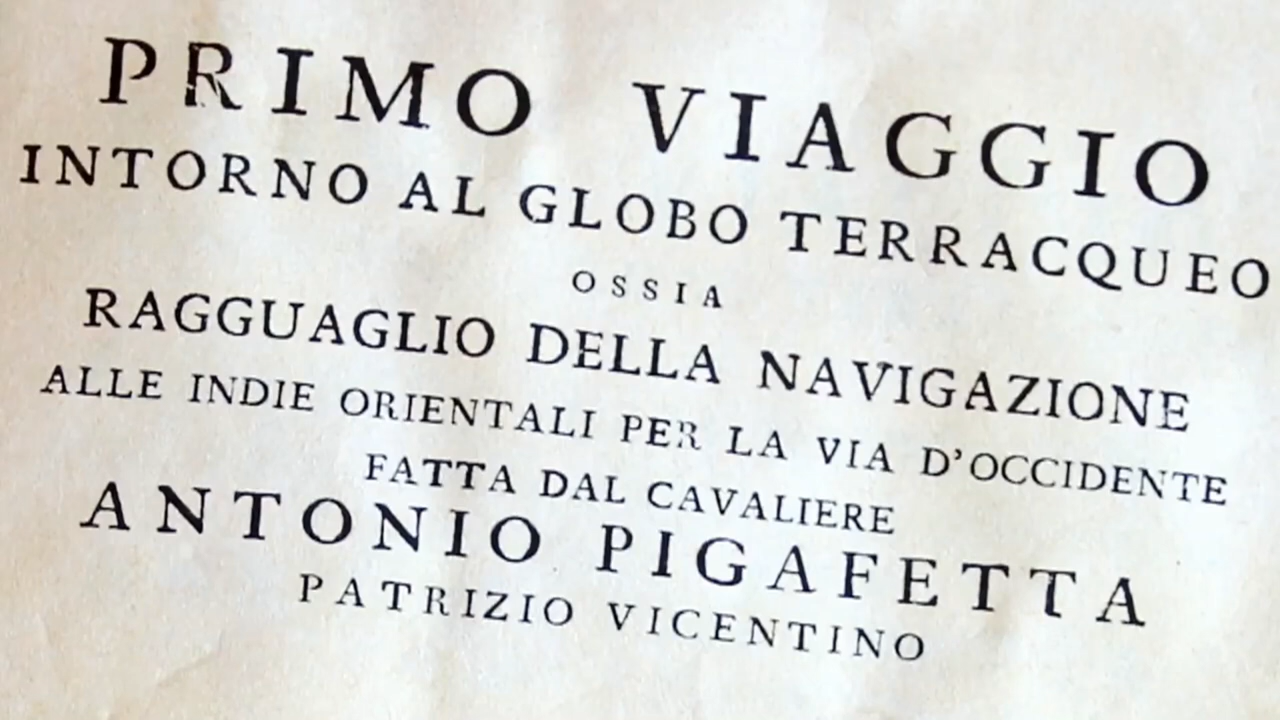 PRIMO VIAGGIO
INTORNO AL GLOBO TERRACQUEO
OSSIA
RAGGUAGLIO DELLA NAVIGAZIONE
ALLE INDIE ORIENTALI PER LA VIA D'OCCIDENTE
FATTA DAL CAVALIERE
ANTONIO PIGAFETTA
PATRIZIO VICENTINO